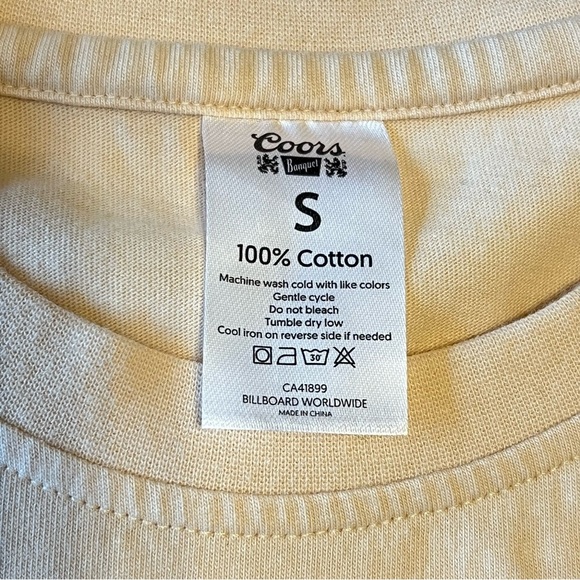 Coors
Banquet
S
100% Cotton
Machine wash cold with like colors
Gentle cycle
Do not bleach
Tumble dry low
Cool iron on reverse side if needed
30°
CA41899
BILLBOARD WORLDWIDE
MADE IN CHINA